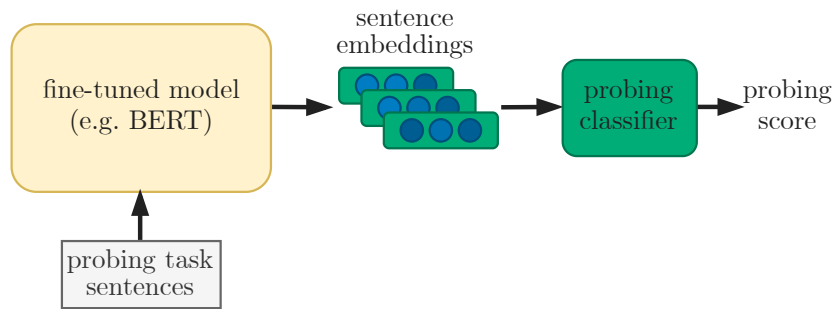 sentence
embeddings
fine-tuned model
(e.g. BERT)
probing
classifier
probing
score
probing task
sentences